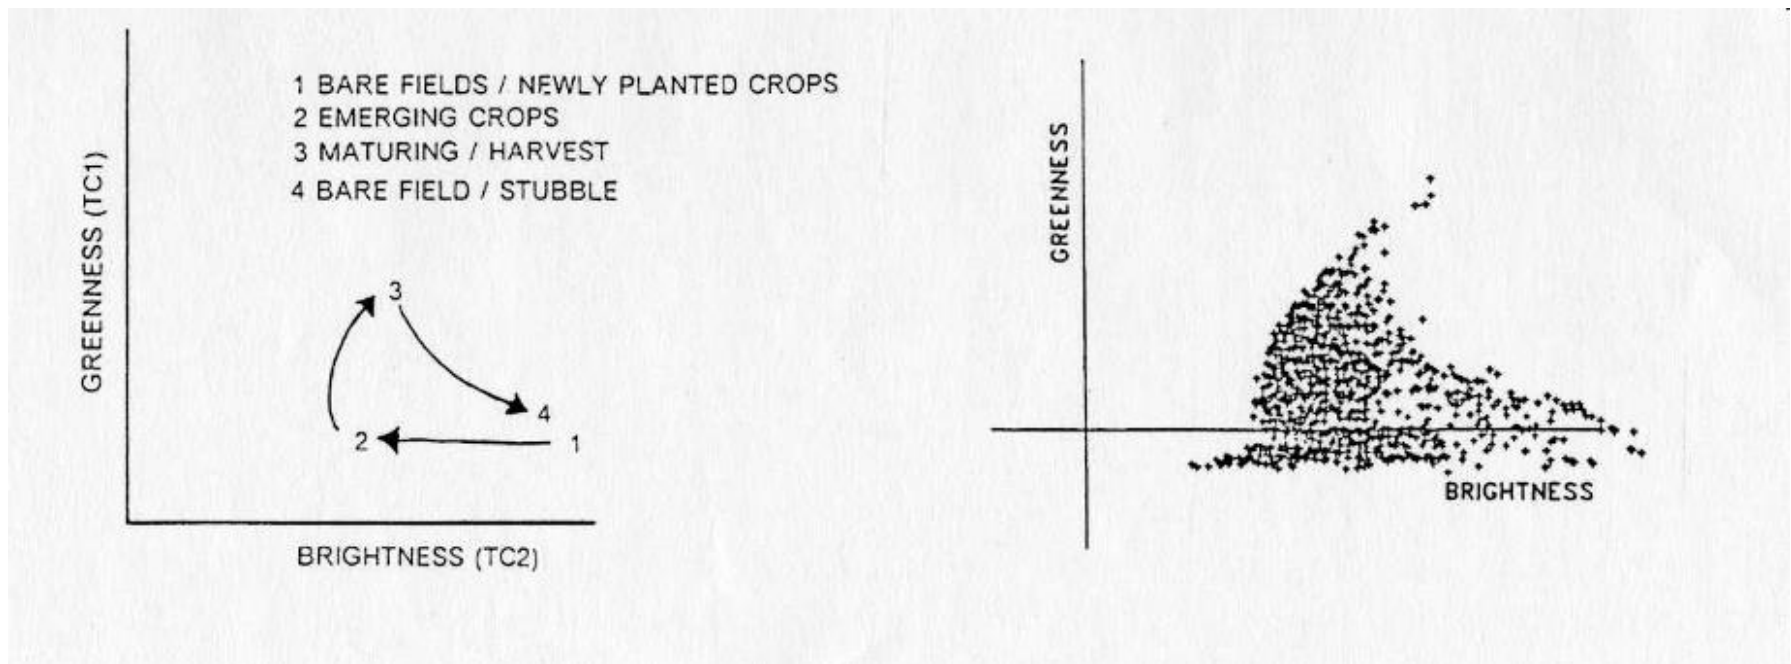 1 BARE FIELDS / NEWLY PLANTED CROPS
2 EMERGING CROPS
3 MATURING / HARVEST
4 BARE FIELD / STUBBLE
GREENNESS (TC1)
3
4
2
1
BRIGHTNESS (TC2)
GREENNESS
BRIGHTNESS